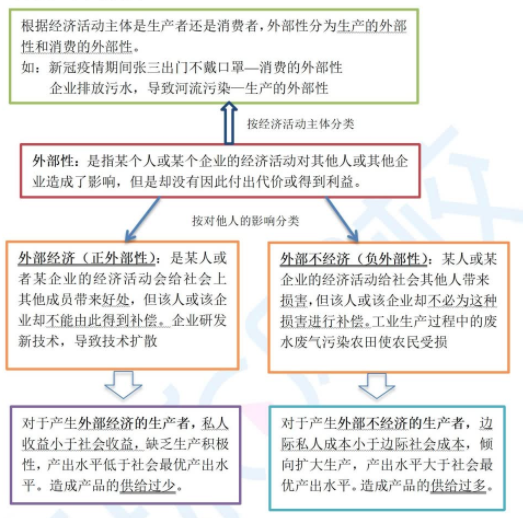 根据经济活动主体是生产者还是消费者，外部性分为生产的外部
性和消费的外部性。
如：新冠疫情期间张三出门不戴口罩—消费的外部性
企业排放污水，导致河流污染—生产的外部性
按经济活动主体分类
外部性：是指某个人或某个企业的经济活动对其他人或其他企
业造成了影响，但是却没有因此付出代价或得到利益。
按对他人的影响分类
外部经济（正外部性）：是某人或
者某企业的经济活动会给社会上
其他成员带来好处，但该人或该企
业却不能由此得到补偿。企业研发
新技术，导致技术扩散
外部不经济（负外部性）：某人或某
企业的经济活动给社会其他人带来
损害，但该人或该企业却不必为这种
损害进行补偿。工业生产过程中的废
水废气污染农田使农民受损
对于产生外部经济的生产者，私人
收益小于社会收益，缺乏生产积极
性，产出水平低于社会最优产出水
平。造成产品的供给过少。
对于产生外部不经济的生产者，边
际私人成本小于边际社会成本，倾
向扩大生产，产出水平大于社会最
优产出水平。造成产品的供给过多。